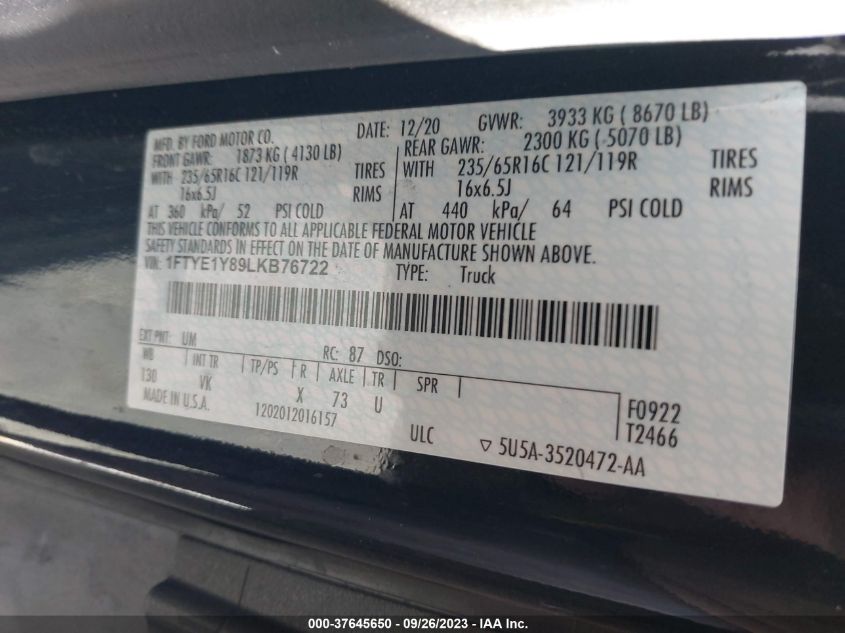 MFD. BY FORD MOTOR CO.
DATE: 12/20 GVWR: 3933 KG ( 8670 LB)
FRONT GAWR: 1873 KG ( 4130 LB)
REAR GAWR: 2300 KG ( 5070 LB)
WITH 235/65R16C 121/119R TIRES
WITH 235/65R16C 121/119R TIRES
16x6.5J RIMS
16x6.5J RIMS
AT 360 kPa/ 52 PSI COLD
AT 440 kPa/ 64 PSI COLD
THIS VEHICLE CONFORMS TO ALL APPLICABLE FEDERAL MOTOR VEHICLE
SAFETY STANDARDS IN EFFECT ON THE DATE OF MANUFACTURE SHOWN ABOVE.
VIN: 1FTYE1Y89LKB76722 TYPE: Truck
EXT PNT: UM RC: 87 DSO:
WB INT TR TP/PS R AXLE TR SPR
130 VK X 73 U
F0922
T2466
MADE IN U.S.A. 1202012016157
ULC ▽ 5U5A-3520472-AA
000-37645650 - 09/26/2023 - IAA Inc.